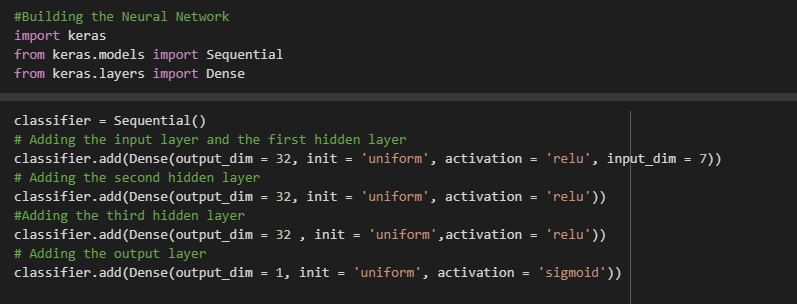 #Building the Neural Network
import keras
from keras.models import Sequential
from keras.layers import Dense
classifier = Sequential()
# Adding the input layer and the first hidden layer
classifier.add(Dense(output_dim = 32, init = 'uniform', activation = 'relu', input_dim = 7))
# Adding the second hidden layer
classifier.add(Dense(output_dim = 32, init = 'uniform', activation = 'relu'))
#Adding the third hidden layer
classifier.add(Dense(output_dim = 32 , init = 'uniform',activation = 'relu'))
# Adding the output layer
classifier.add(Dense(output_dim = 1, init = 'uniform', activation = 'sigmoid'))